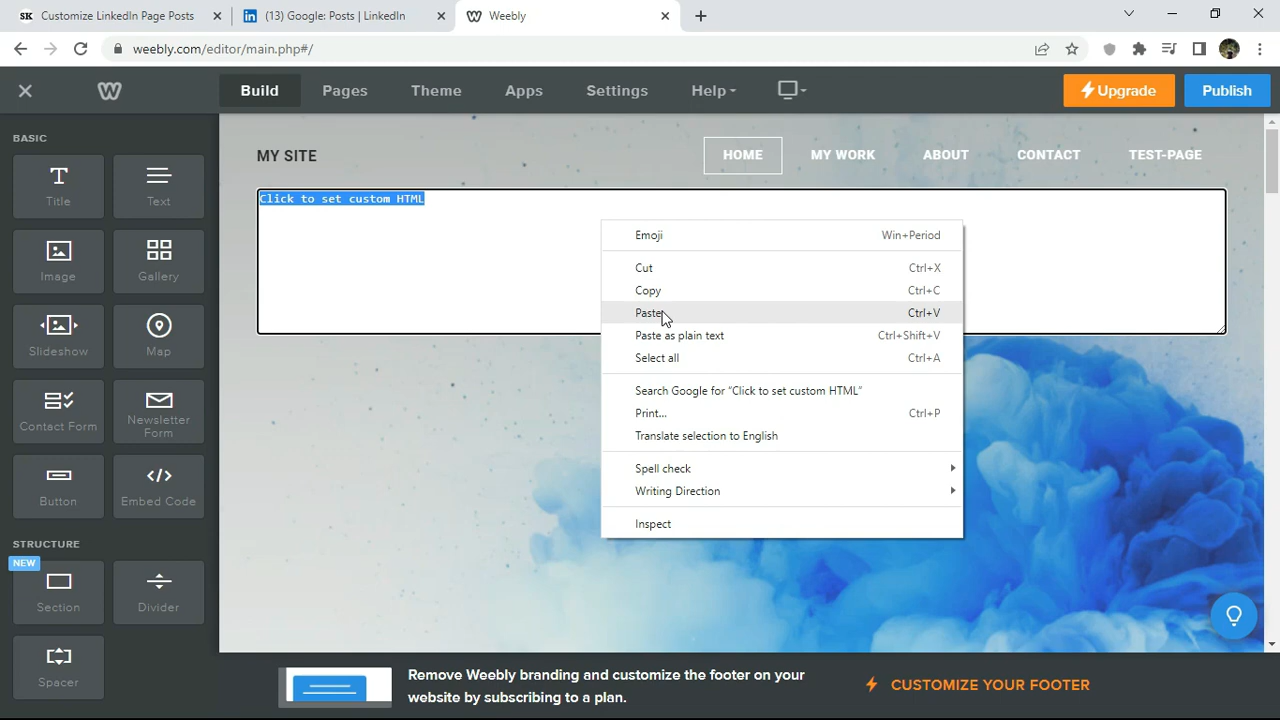 Customize LinkedIn Page Posts
(13) Google: Posts | LinkedIn
Weebly
weebly.com/editor/main.php#/
Build
Pages
Theme
Apps
Settings
Help
Upgrade
Publish
BASIC
Title
Text
Image
Gallery
Slideshow
Map
Contact Form
Newsletter
Form
Button
Embed Code
STRUCTURE
NEW
Section
Divider
Spacer
MY SITE
HOME
MY WORK
ABOUT
CONTACT
TEST-PAGE
Click to set custom HTML
Emoji Win+Period
Cut Ctrl+X
Copy Ctrl+C
Paste Ctrl+V
Paste as plain text Ctrl+Shift+V
Select all Ctrl+A
Search Google for “Click to set custom HTML”
Print... Ctrl+P
Translate selection to English
Spell check
Writing Direction
Inspect
Remove Weebly branding and customize the footer on your
website by subscribing to a plan.
CUSTOMIZE YOUR FOOTER